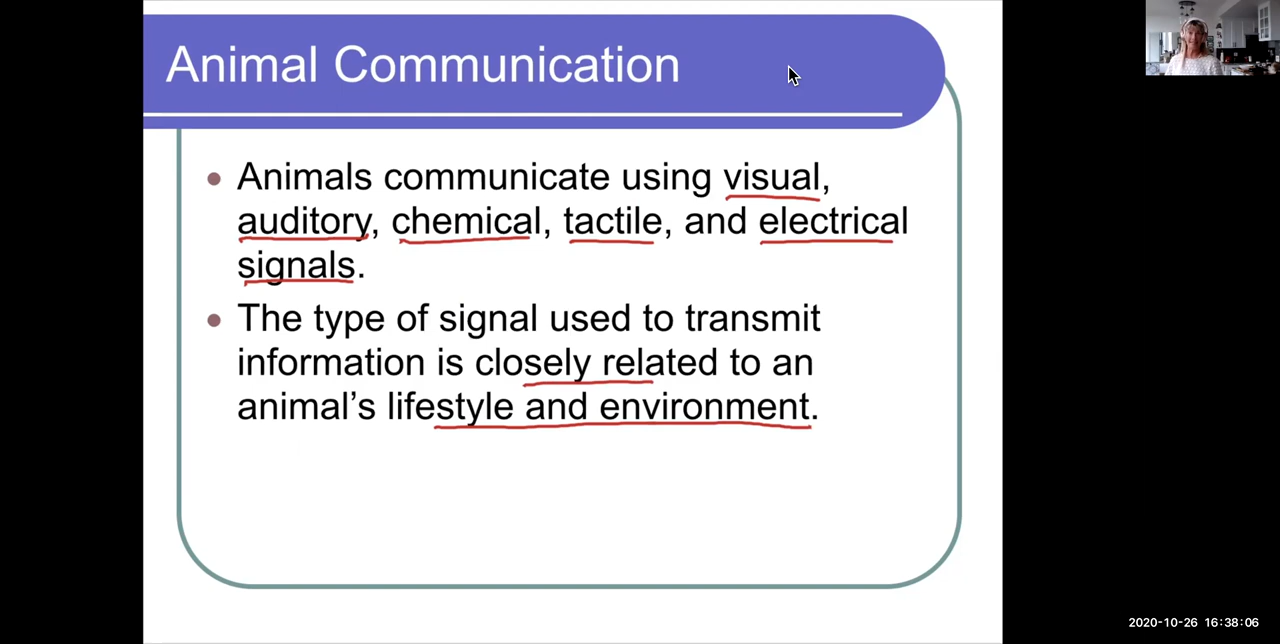 Animal Communication
Animals communicate using visual,
auditory, chemical, tactile, and electrical
signals.
The type of signal used to transmit
information is closely related to an
animal’s lifestyle and environment.
2020-10-26 16:38:06